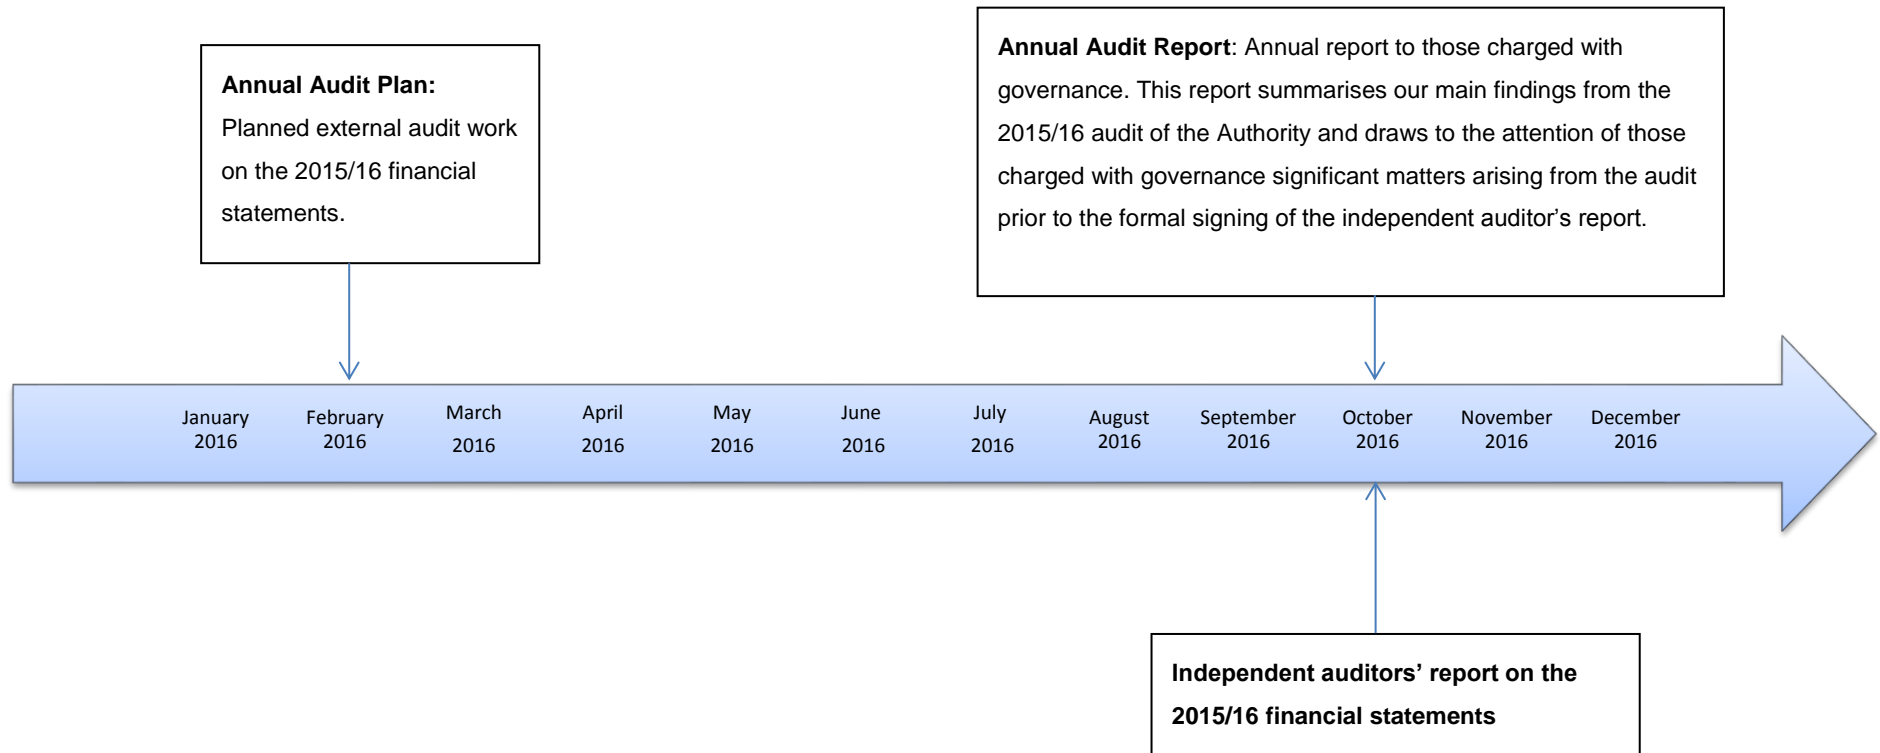 Annual Audit Plan:
Planned external audit work
on the 2015/16 financial
statements.
Annual Audit Report: Annual report to those charged with
governance. This report summarises our main findings from the
2015/16 audit of the Authority and draws to the attention of those
charged with governance significant matters arising from the audit
prior to the formal signing of the independent auditor’s report.
January
2016
February
2016
March
2016
April
2016
May
2016
June
2016
July
2016
August
2016
September
2016
October
2016
November
2016
December
2016
Independent auditors’ report on the
2015/16 financial statements